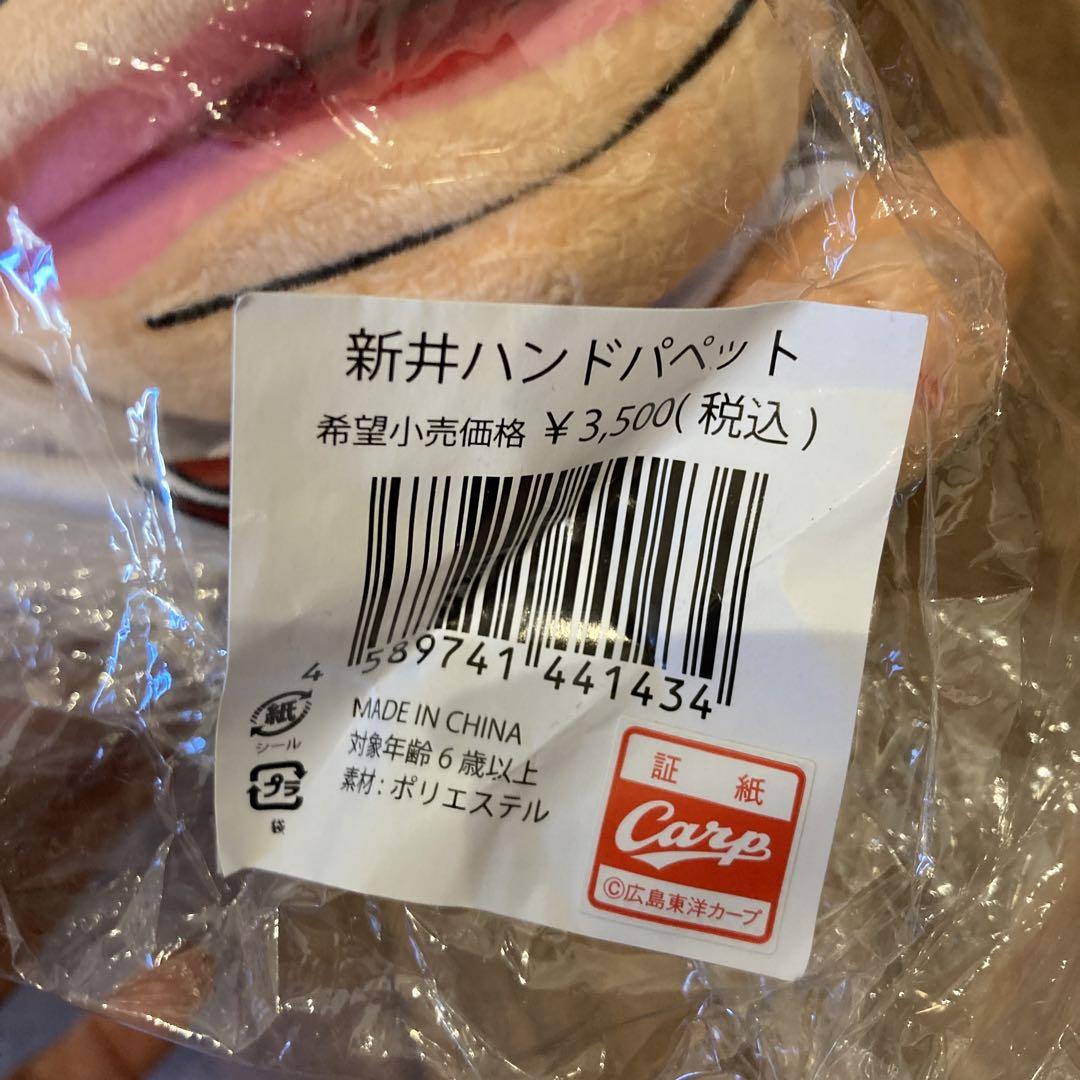 新井ハンドパペット
希望小売価格 ¥3,500(税込)
4 589741 441434
紙
シール
プラ
袋
MADE IN CHINA
対象年齢6歳以上
素材:ポリエステル
証 紙
Carp
©広島東洋カープ